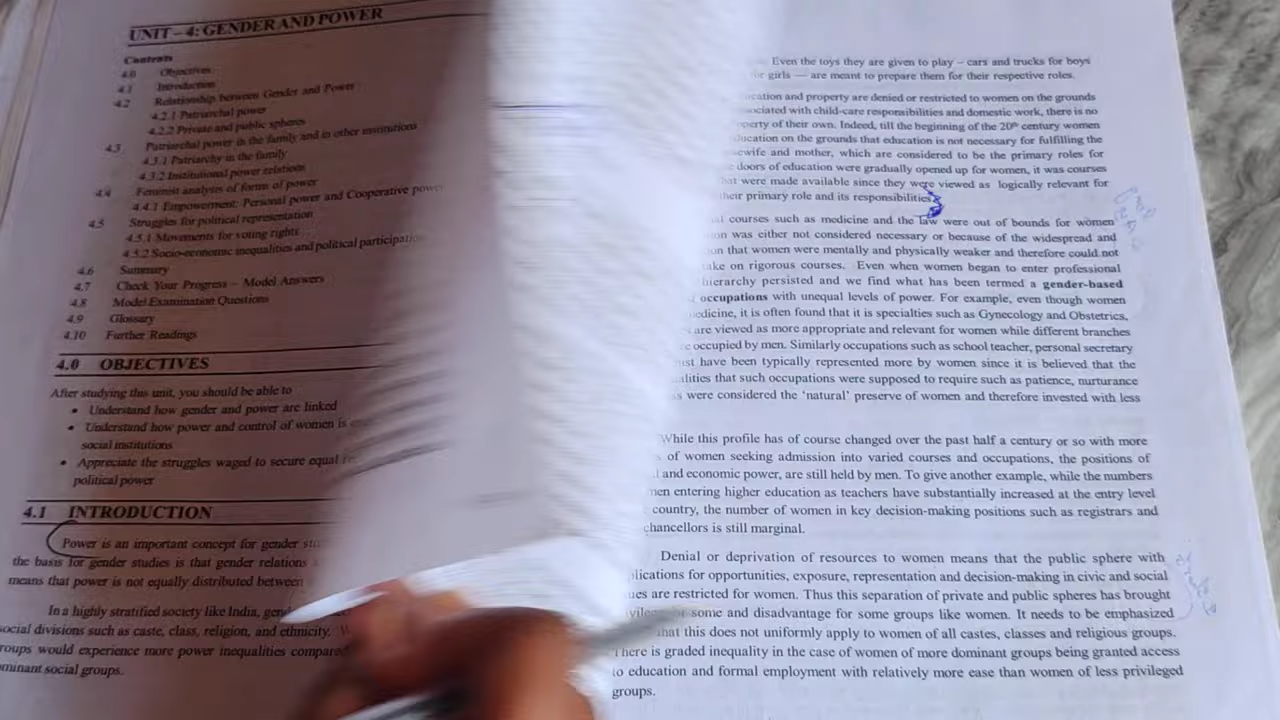 UNIT – 4: GENDER AND POWER
Contents
4.0 Objectives
4.1 Introduction
4.2 Relationship between Gender and Power
4.2.1 Patriarchal power
4.2.2 Private and public spheres
4.3 Patriarchal power in the family and in other institutions
4.3.1 Patriarchy in the family
4.3.2 Institutional power relations
4.4 Feminist analyses of forms of power
4.4.1 Empowerment: Personal power and Cooperative power
4.5 Struggles for political representation
4.5.1 Movements for voting rights
4.5.2 Socio-economic inequalities and political
4.6 Summary
4.7 Check Your Progress – Model Answers
4.8 Model Examination Questions
4.9 Glossary
4.10 Further Readings
4.0 OBJECTIVES
After studying this unit, you should be able to
• Understand how gender and power are linked
• Understand how power and control of women is
social institutions
• Appreciate the struggles waged to secure equal
political power
4.1 INTRODUCTION
Power is an important concept for gender
the basis for gender studies is that gender relations
means that power is not equally distributed between
In a highly stratified society like India,
social divisions such as caste, class, religion, and ethnicity.
would experience more power inequalities
social groups.
Even the toys they are given to play – cars and trucks for boys
girls — are meant to prepare them for their respective roles.
and property are denied or restricted to women on the grounds
with child-care responsibilities and domestic work, there is no
of their own. Indeed, till the beginning of the 20th century women
on the grounds that education is not necessary for fulfilling the
and mother, which are considered to be the primary roles for
doors of education were gradually opened up for women, it was courses
were made available since they were viewed as logically relevant for
their primary role and its responsibilities.
courses such as medicine and the law were out of bounds for women
was either not considered necessary or because of the widespread and
that women were mentally and physically weaker and therefore could not
on rigorous courses. Even when women began to enter professional
hierarchy persisted and we find what has been termed a gender-based
occupations with unequal levels of power. For example, even though women
it is often found that it is specialties such as Gynecology and Obstetrics,
are viewed as more appropriate and relevant for women while different branches
occupied by men. Similarly occupations such as school teacher, personal secretary
have been typically represented more by women since it is believed that the
that such occupations were supposed to require such as patience, nurturance
were considered the ‘natural’ preserve of women and therefore invested with less
While this profile has of course changed over the past half a century or so with more
of women seeking admission into varied courses and occupations, the positions of
and economic power, are still held by men. To give another example, while the numbers
entering higher education as teachers have substantially increased at the entry level
country, the number of women in key decision-making positions such as registrars and
chancellors is still marginal.
Denial or deprivation of resources to women means that the public sphere with
for opportunities, exposure, representation and decision-making in civic and social
are restricted for women. Thus this separation of private and public spheres has brought
some and disadvantage for some groups like women. It needs to be emphasized
that this does not uniformly apply to women of all castes, classes and religious groups.
There is graded inequality in the case of women of more dominant groups being granted access
to education and formal employment with relatively more ease than women of less privileged
groups.